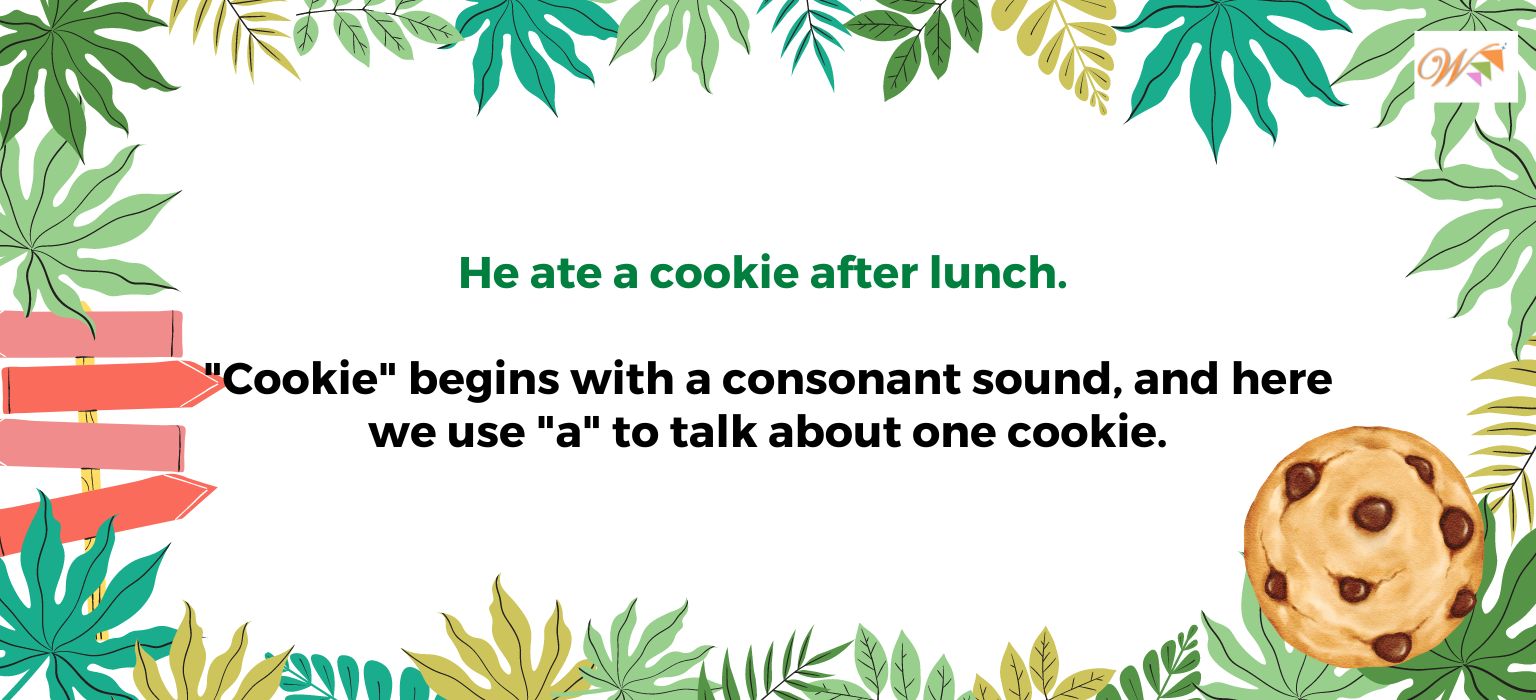 W
He ate a cookie after lunch.
"Cookie" begins with a consonant sound, and here
we use "a" to talk about one cookie.